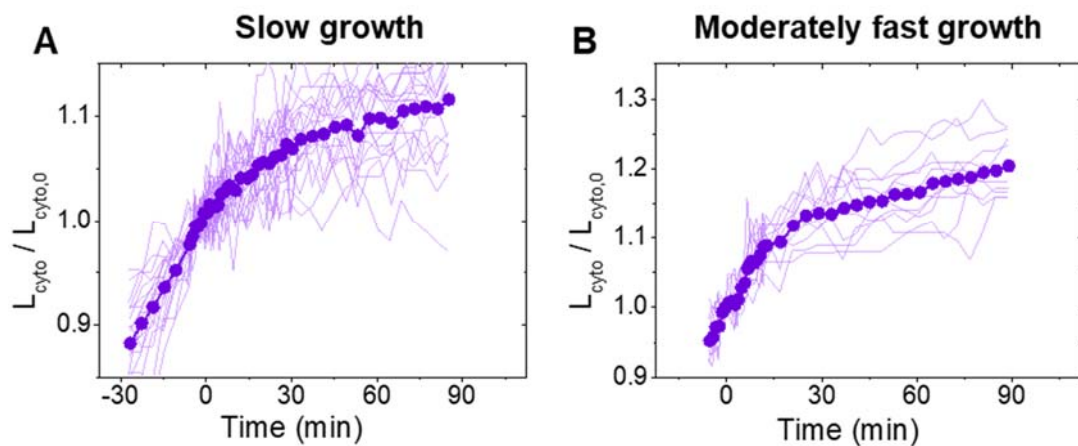 A
Slow growth
L_cyto / L_cyto,0
1.1
1.0
0.9
-30
0
30
60
90
Time (min)
B
Moderately fast growth
L_cyto / L_cyto,0
1.3
1.2
1.1
1.0
0.9
0
30
60
90
Time (min)